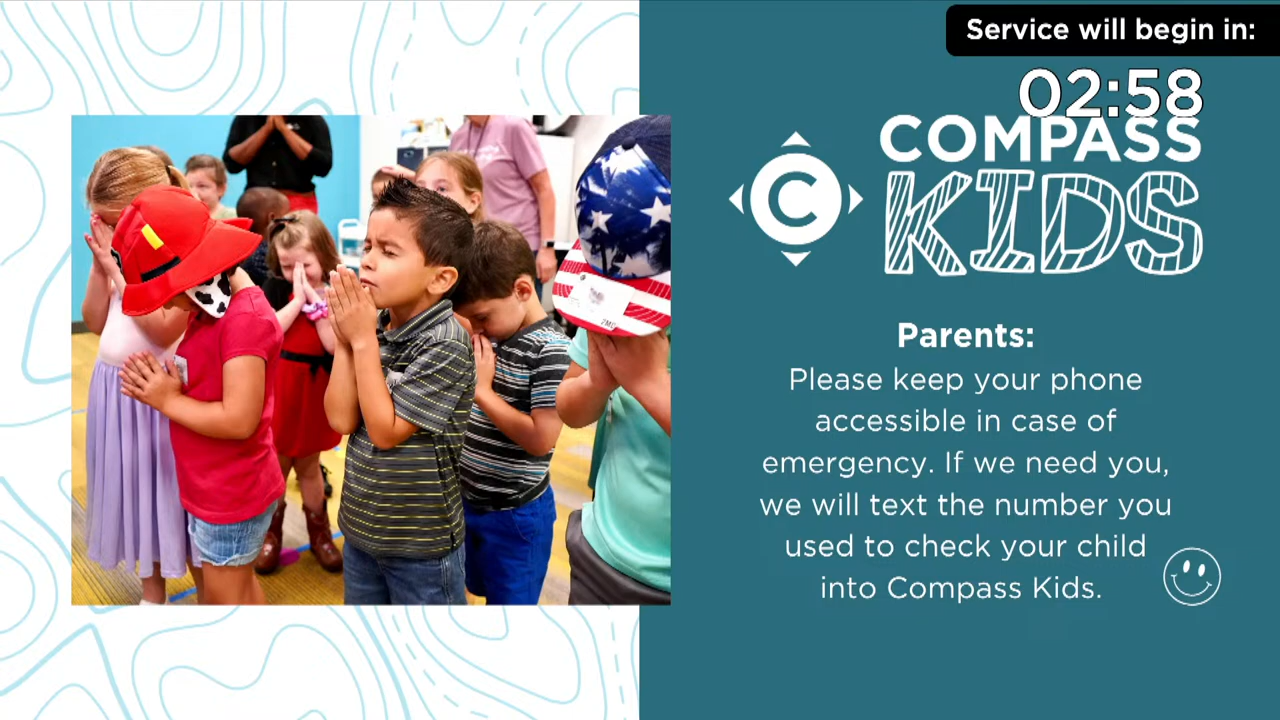 Service will begin in:
02:58
C
COMPASS
KIDS
Parents:
Please keep your phone
accessible in case of
emergency. If we need you,
we will text the number you
used to check your child
into Compass Kids.